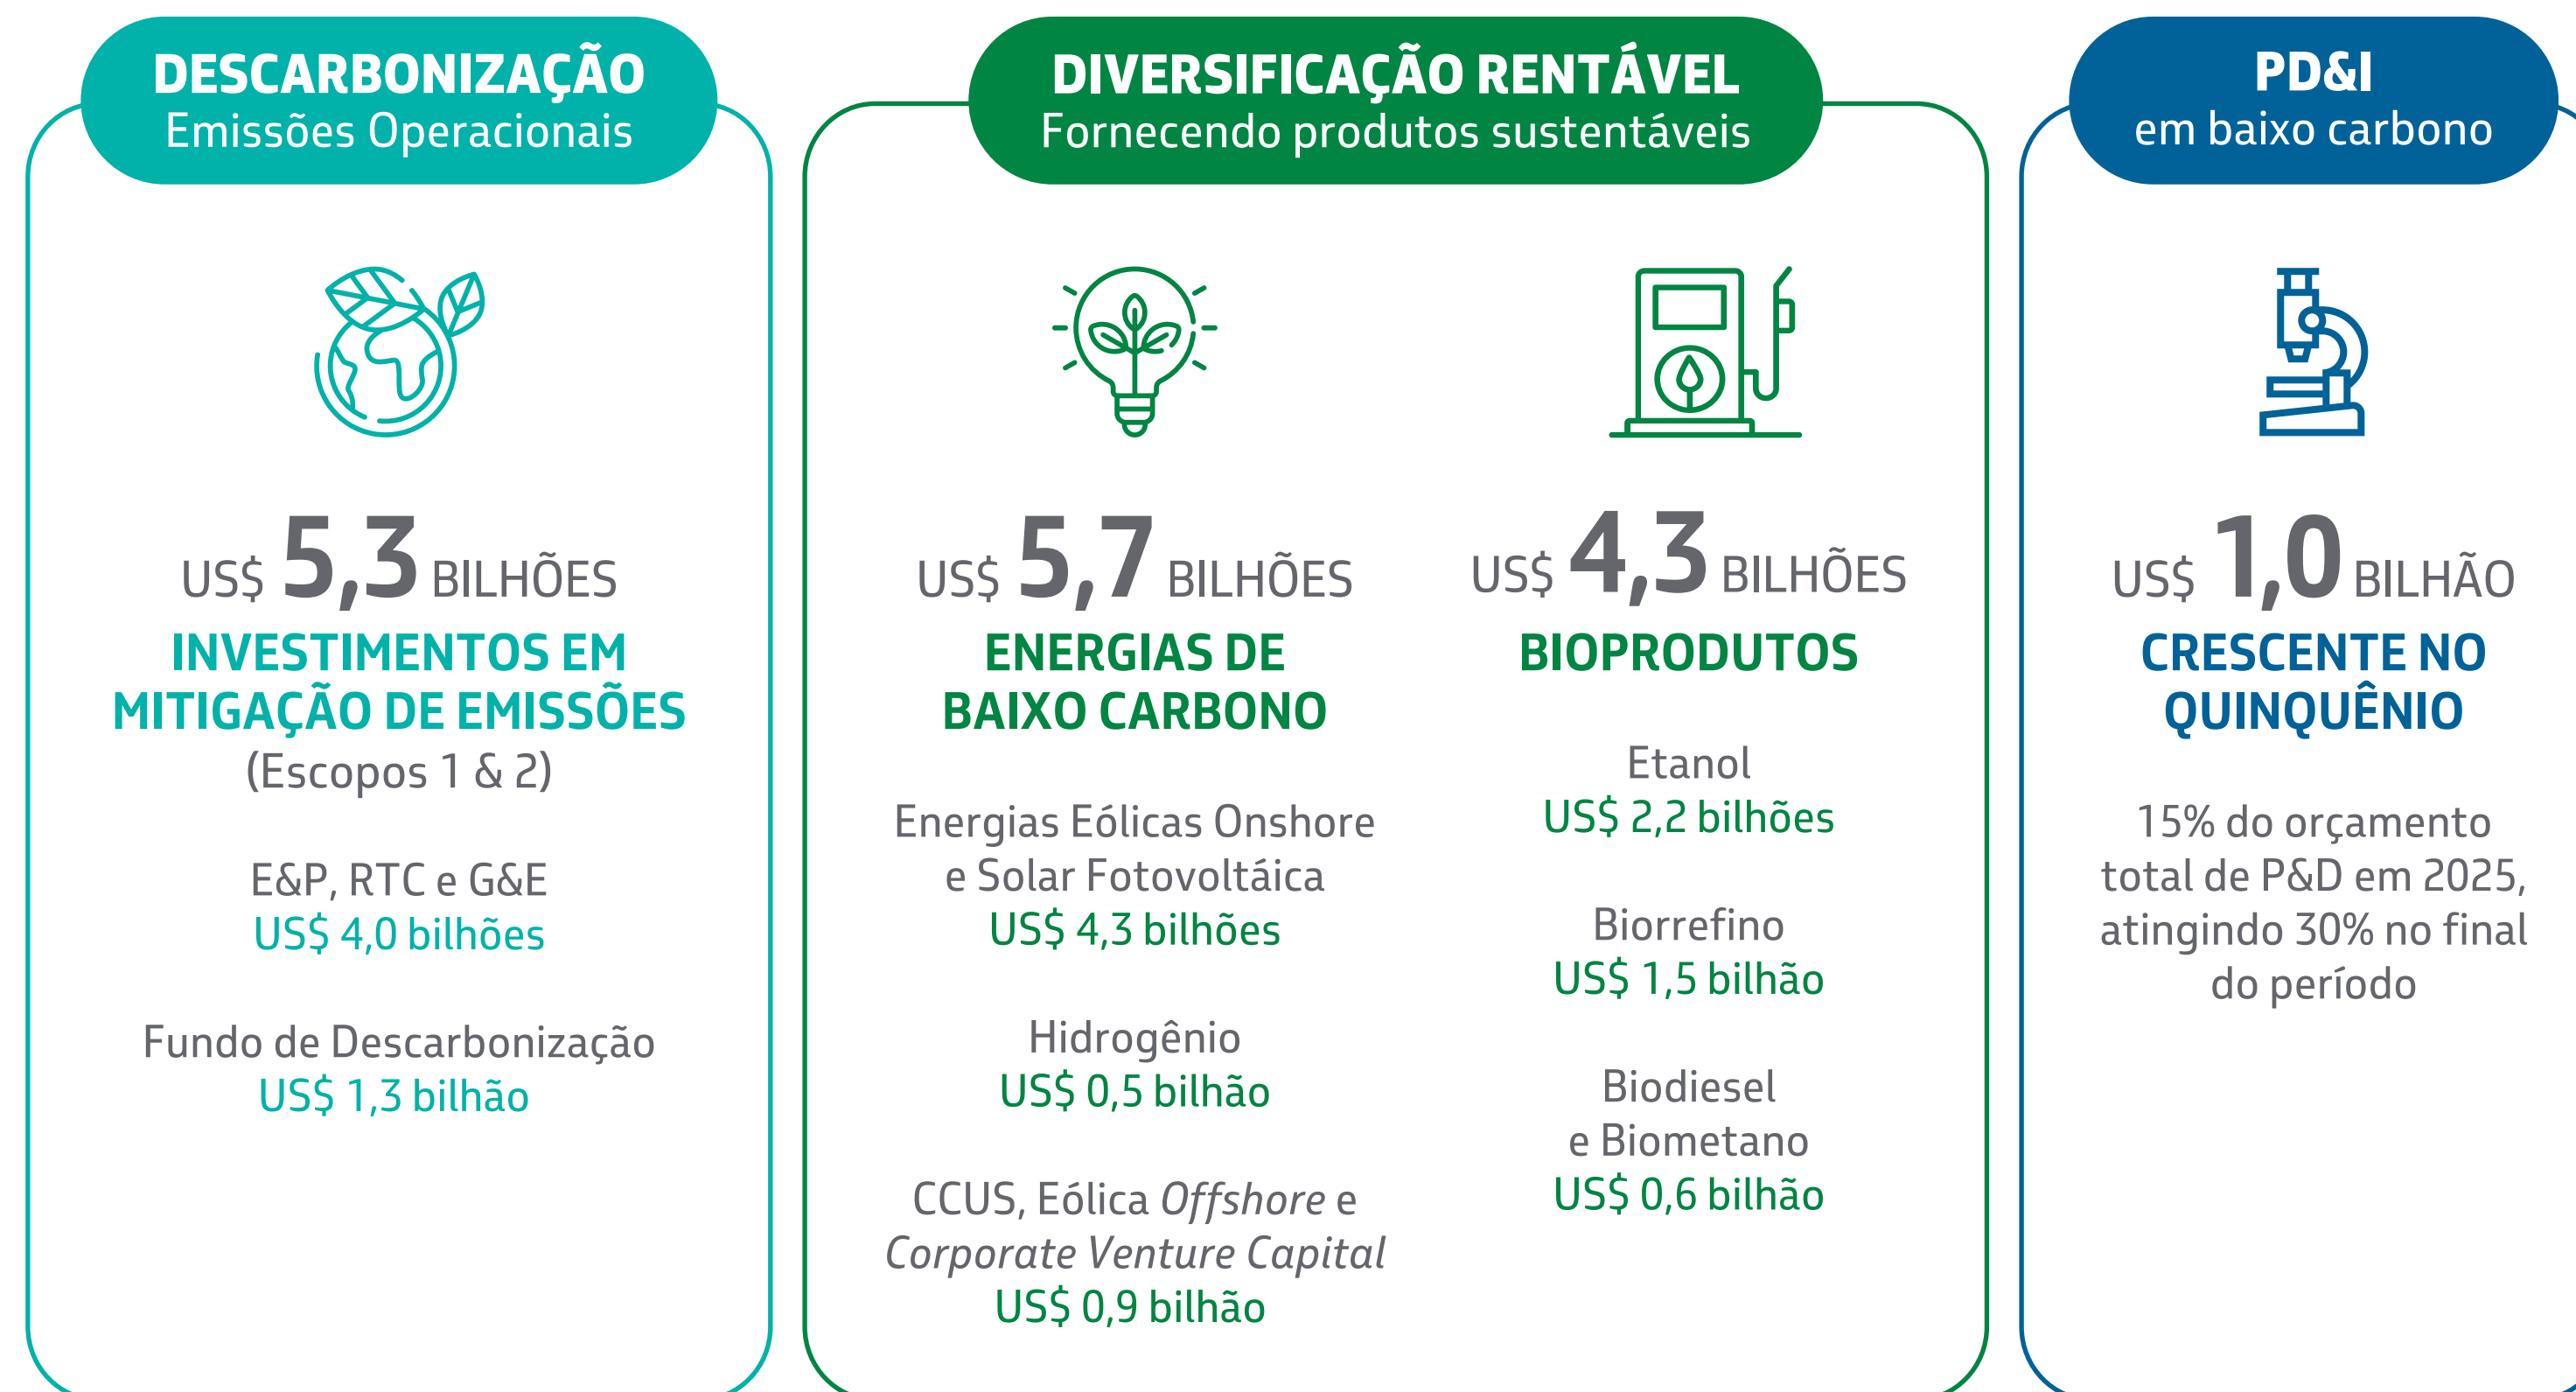 DESCARBONIZAÇÃO
Emissões Operacionais
US$ 5,3 BILHÕES
INVESTIMENTOS EM
MITIGAÇÃO DE EMISSÕES
(Escopos 1 & 2)
E&P, RTC e G&E
US$ 4,0 bilhões
Fundo de Descarbonização
US$ 1,3 bilhão
DIVERSIFICAÇÃO RENTÁVEL
Fornecendo produtos sustentáveis
US$ 5,7 BILHÕES
ENERGIAS DE
BAIXO CARBONO
Energias Eólicas Onshore
e Solar Fotovoltáica
US$ 4,3 bilhões
Hidrogênio
US$ 0,5 bilhão
CCUS, Eólica Offshore e
Corporate Venture Capital
US$ 0,9 bilhão
US$ 4,3 BILHÕES
BIOPRODUTOS
Etanol
US$ 2,2 bilhões
Biorrefino
US$ 1,5 bilhão
Biodiesel
e Biometano
US$ 0,6 bilhão
PD&I
em baixo carbono
US$ 1,0 BILHÃO
CRESCENTE NO
QUINQUÊNIO
15% do orçamento
total de P&D em 2025,
atingindo 30% no final
do período